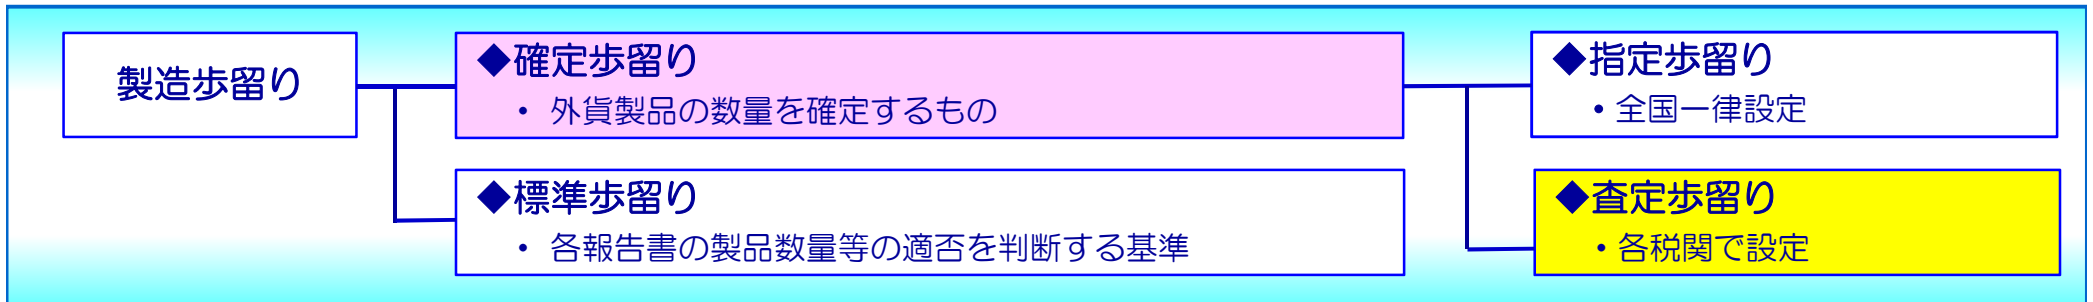 製造歩留り
◆確定歩留り
• 外貨製品の数量を確定するもの
◆標準歩留り
• 各報告書の製品数量等の適否を判断する基準
◆指定歩留り
• 全国一律設定
◆査定歩留り
• 各税関で設定